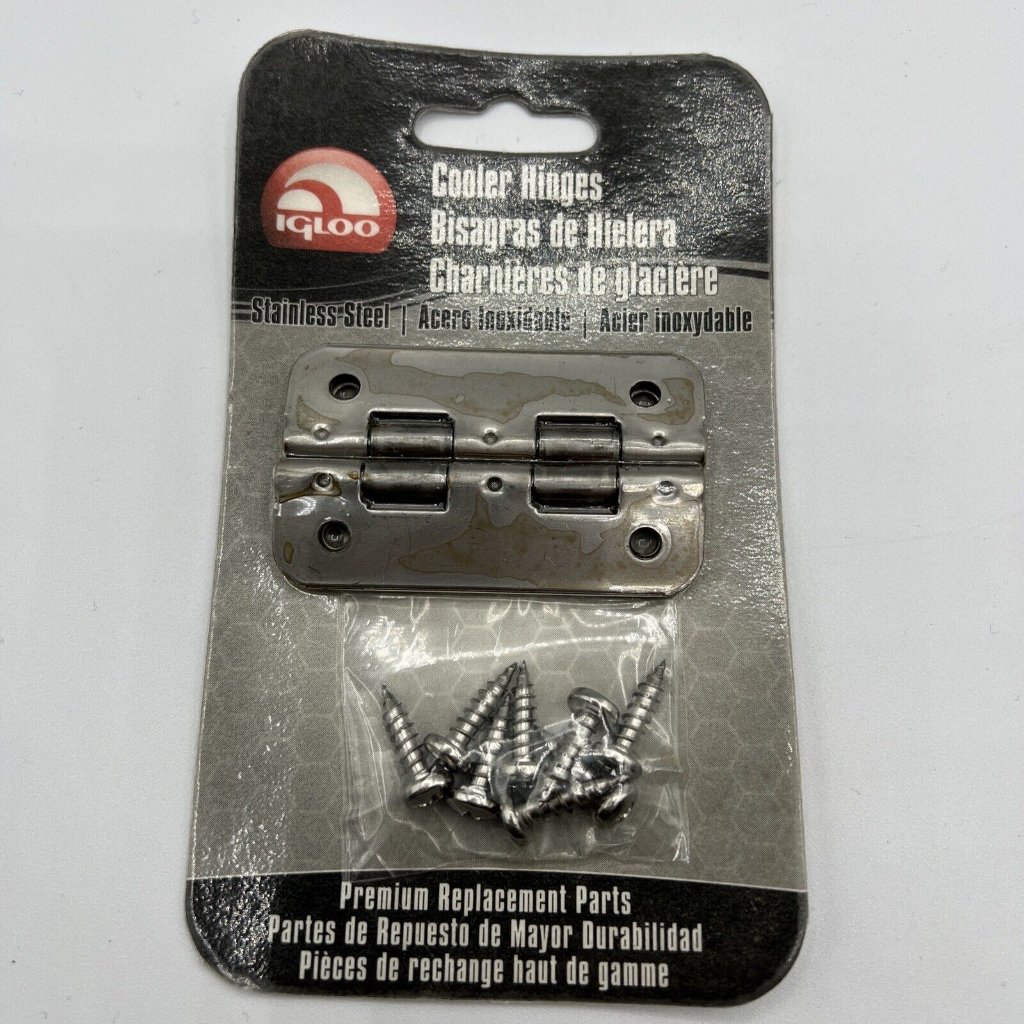 IGLOO
Cooler Hinges
Bisagras de Hielera
Charnières de glacière
Stainless Steel | Acero Inoxidable | Acier inoxydable
Premium Replacement Parts
Partes de Repuesto de Mayor Durabilidad
Pièces de rechange haut de gamme